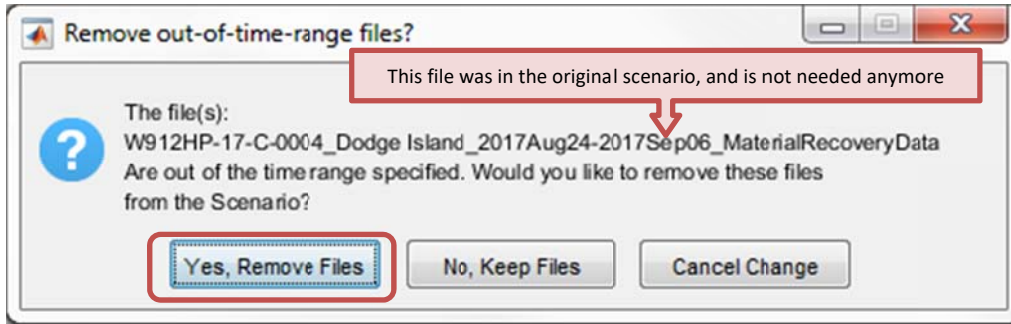 Remove out-of-time-range files?
This file was in the original scenario, and is not needed anymore
The file(s):
W912HP-17-C-0004_Dodge Island_2017Aug24-2017Sep06_MaterialRecoveryData
Are out of the time range specified. Would you like to remove these files
from the Scenario?
Yes, Remove Files
No, Keep Files
Cancel Change